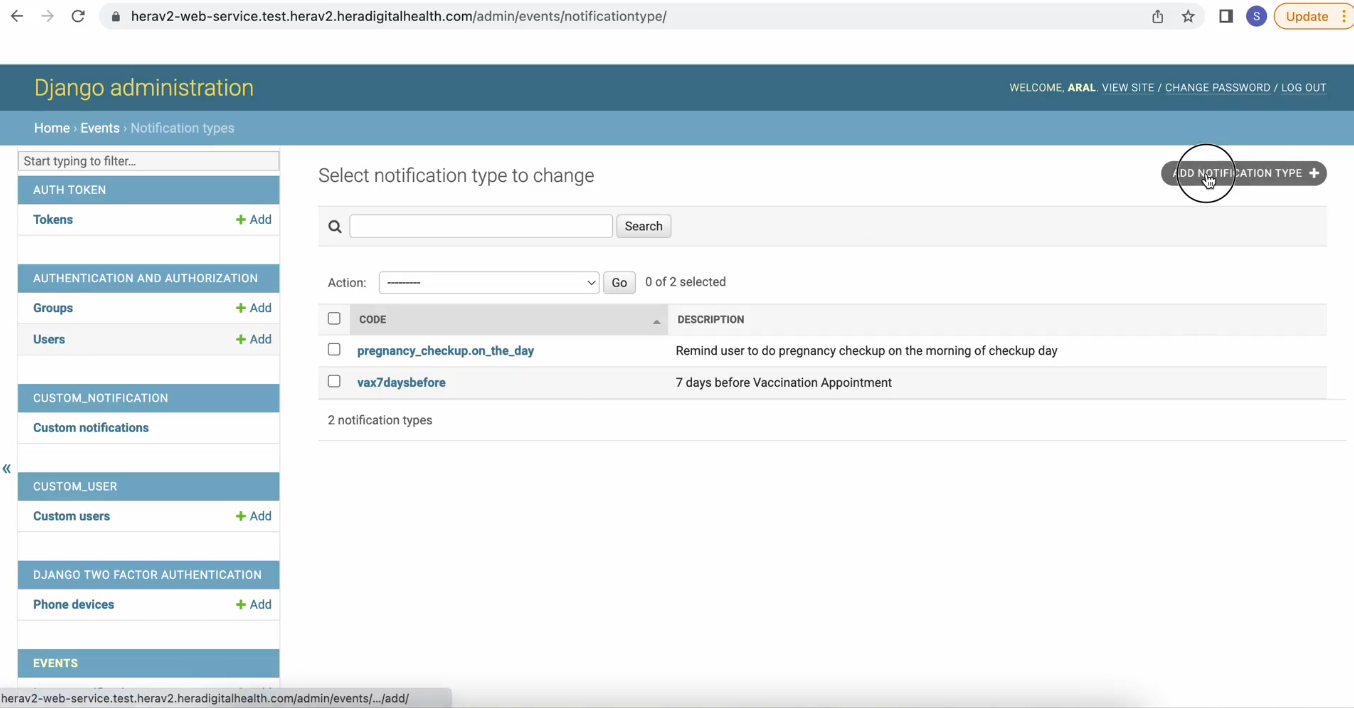 herav2-web-service.test.herav2.heradigitalhealth.com/admin/events/notificationtype/
S
Update
Django administration
WELCOME, ARAL. VIEW SITE / CHANGE PASSWORD / LOG OUT
Home › Events › Notification types
Start typing to filter...
AUTH TOKEN
Tokens
+ Add
AUTHENTICATION AND AUTHORIZATION
Groups
+ Add
Users
+ Add
CUSTOM_NOTIFICATION
Custom notifications
«
CUSTOM_USER
Custom users
+ Add
DJANGO TWO FACTOR AUTHENTICATION
Phone devices
+ Add
EVENTS
Select notification type to change
ADD NOTIFICATION TYPE +
Search
Action:
---------
Go
0 of 2 selected
CODE
DESCRIPTION
pregnancy_checkup.on_the_day
Remind user to do pregnancy checkup on the morning of checkup day
vax7daysbefore
7 days before Vaccination Appointment
2 notification types
herav2-web-service.test.herav2.heradigitalhealth.com/admin/events/.../add/